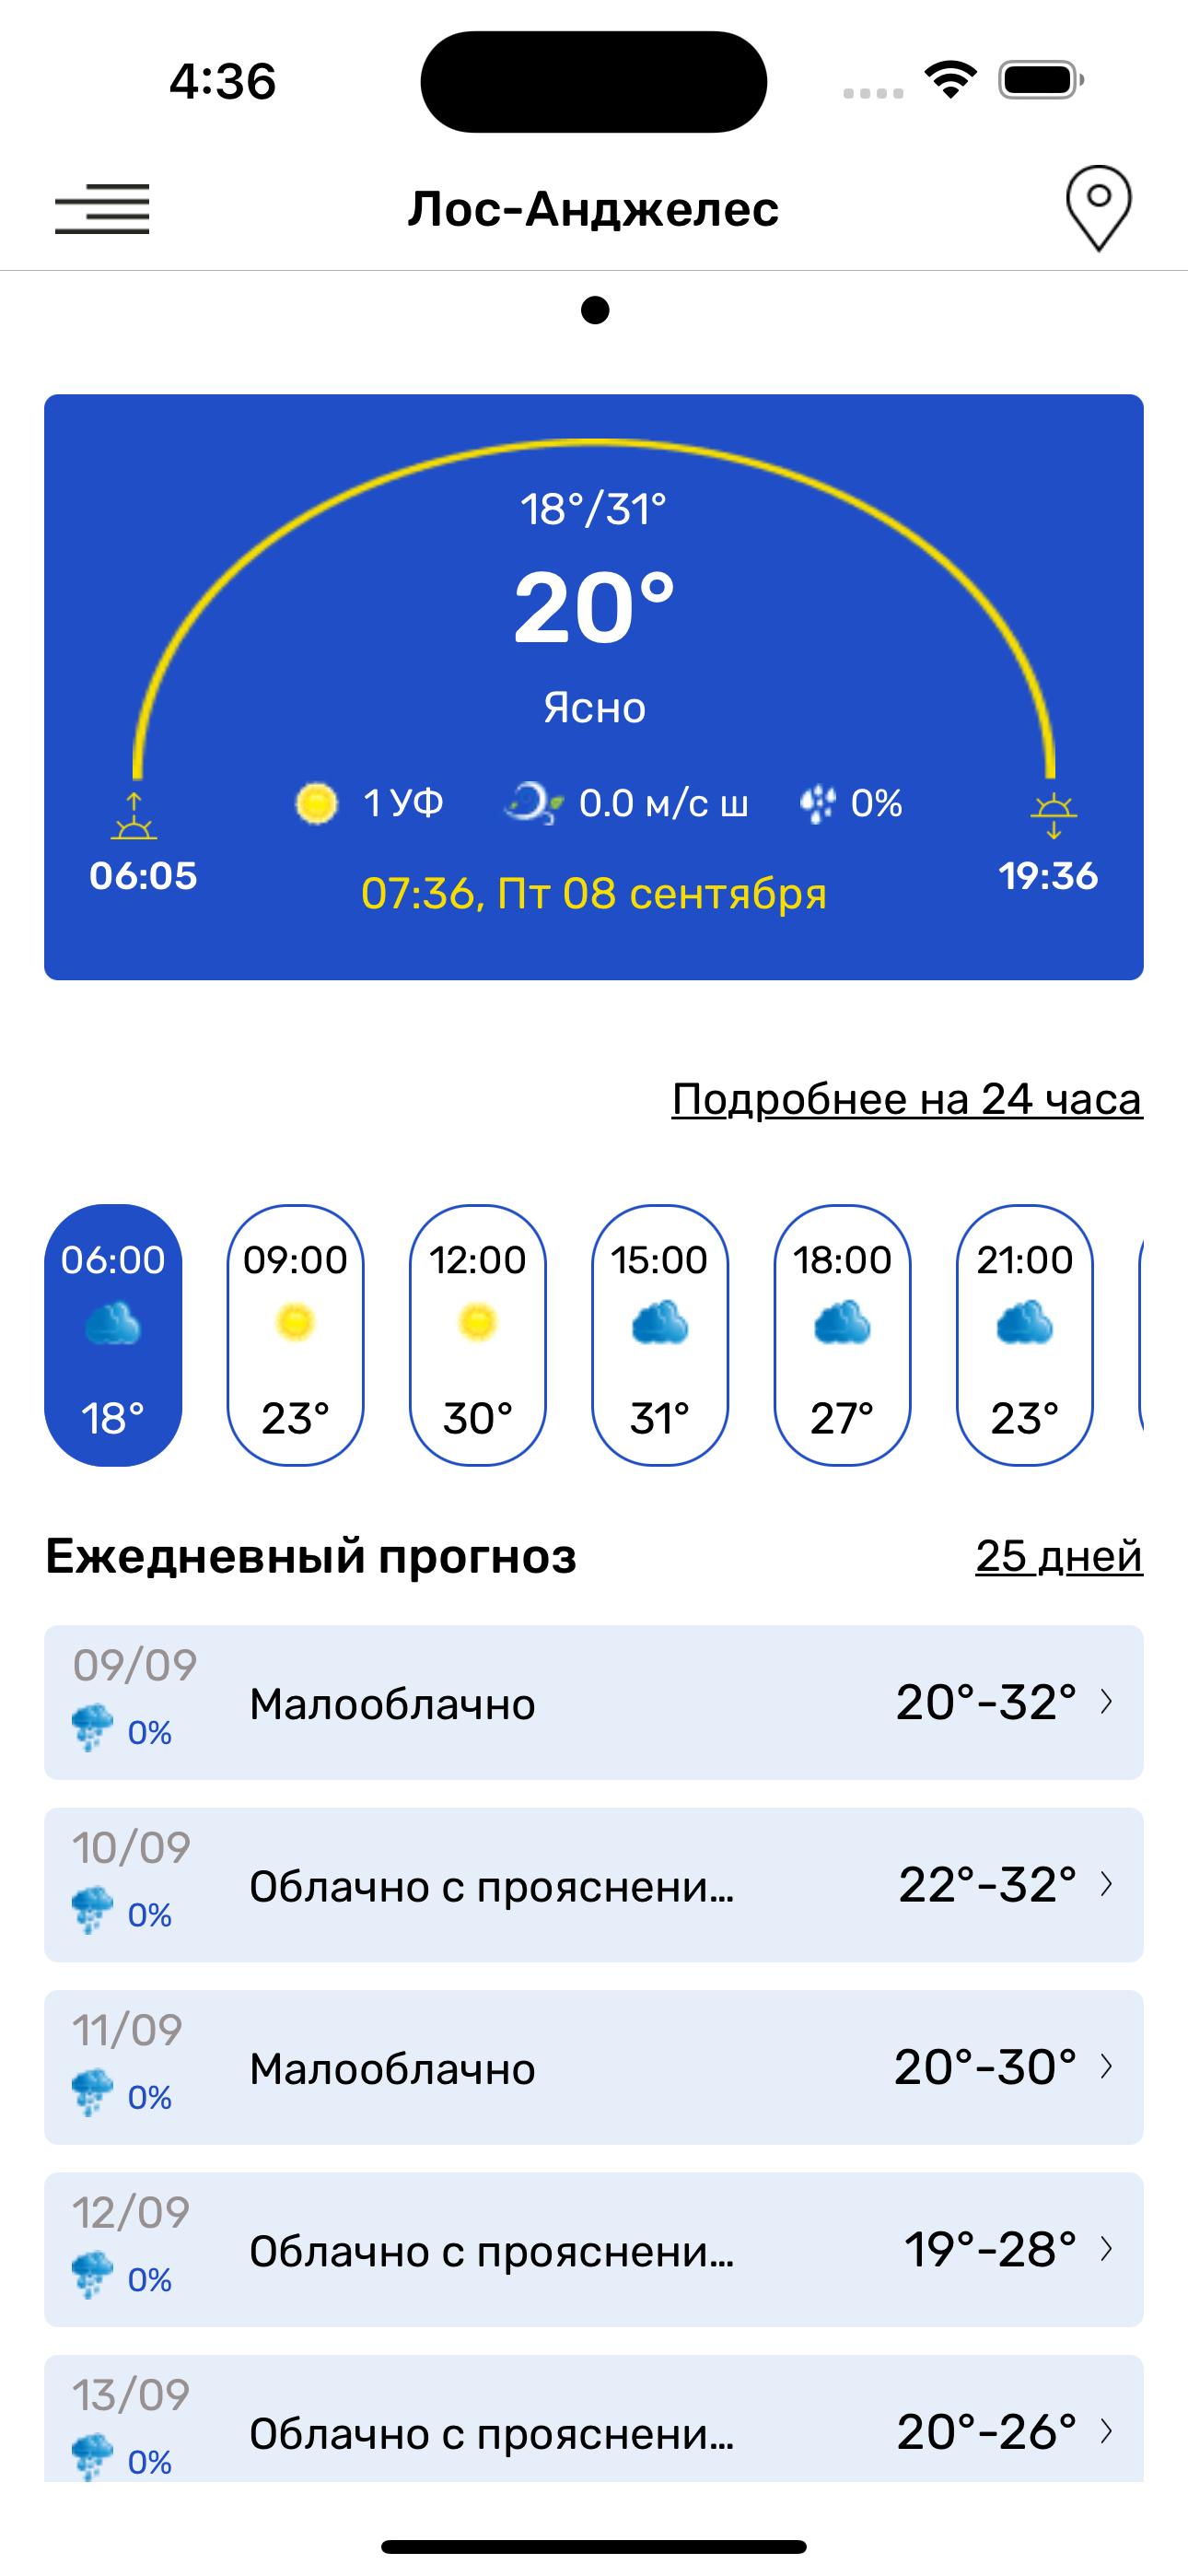 4:36
Лос-Анджелес
18°/31°
20°
Ясно
1 УФ 0.0 м/с ш 0%
06:05 19:36
07:36, Пт 08 сентября
Подробнее на 24 часа
06:00 09:00 12:00 15:00 18:00 21:00
18° 23° 30° 31° 27° 23°
Ежедневный прогноз 25 дней
09/09
Малооблачно 20°-32°
0%
10/09
Облачно с прояснени... 22°-32°
0%
11/09
Малооблачно 20°-30°
0%
12/09
Облачно с прояснени... 19°-28°
0%
13/09
Облачно с прояснени... 20°-26°
0%